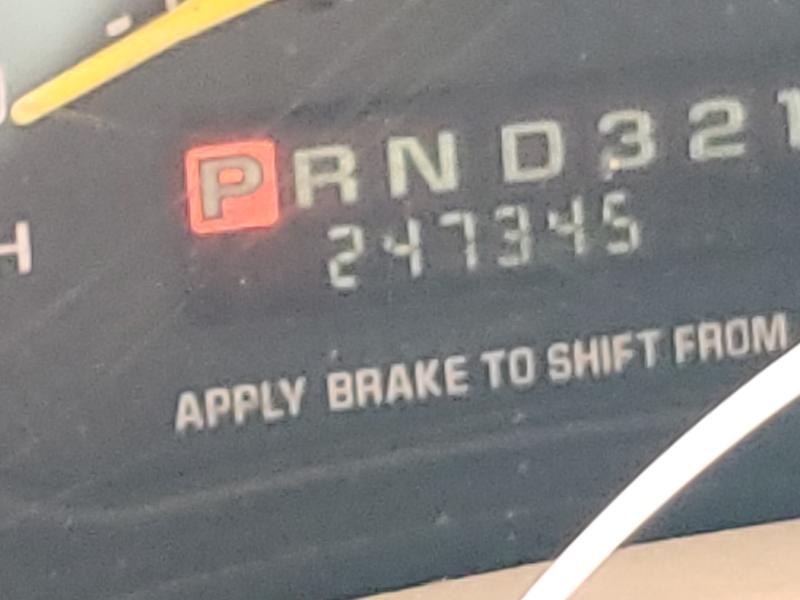 PRND321
247345
H
APPLY BRAKE TO SHIFT FROM